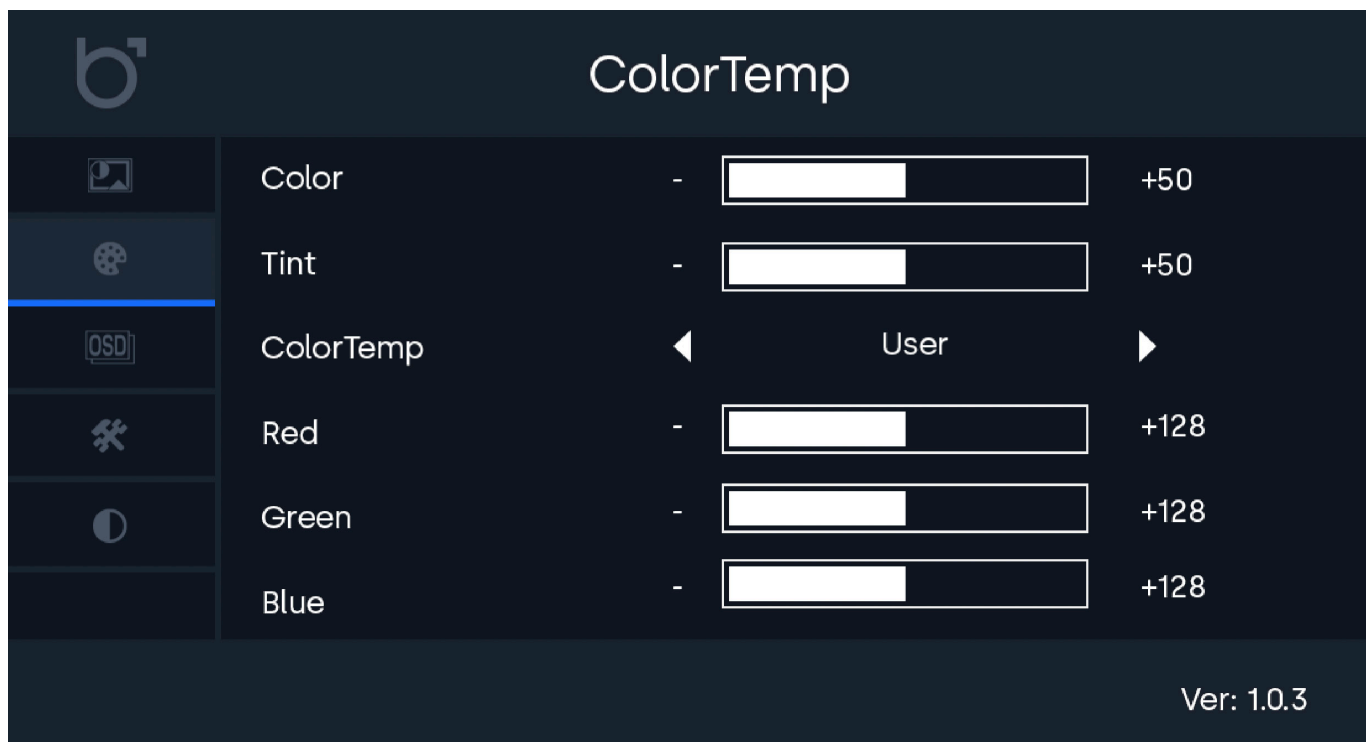 ColorTemp
Color - +50
Tint - +50
OSD
ColorTemp User
Red - +128
Green - +128
Blue - +128
Ver: 1.0.3